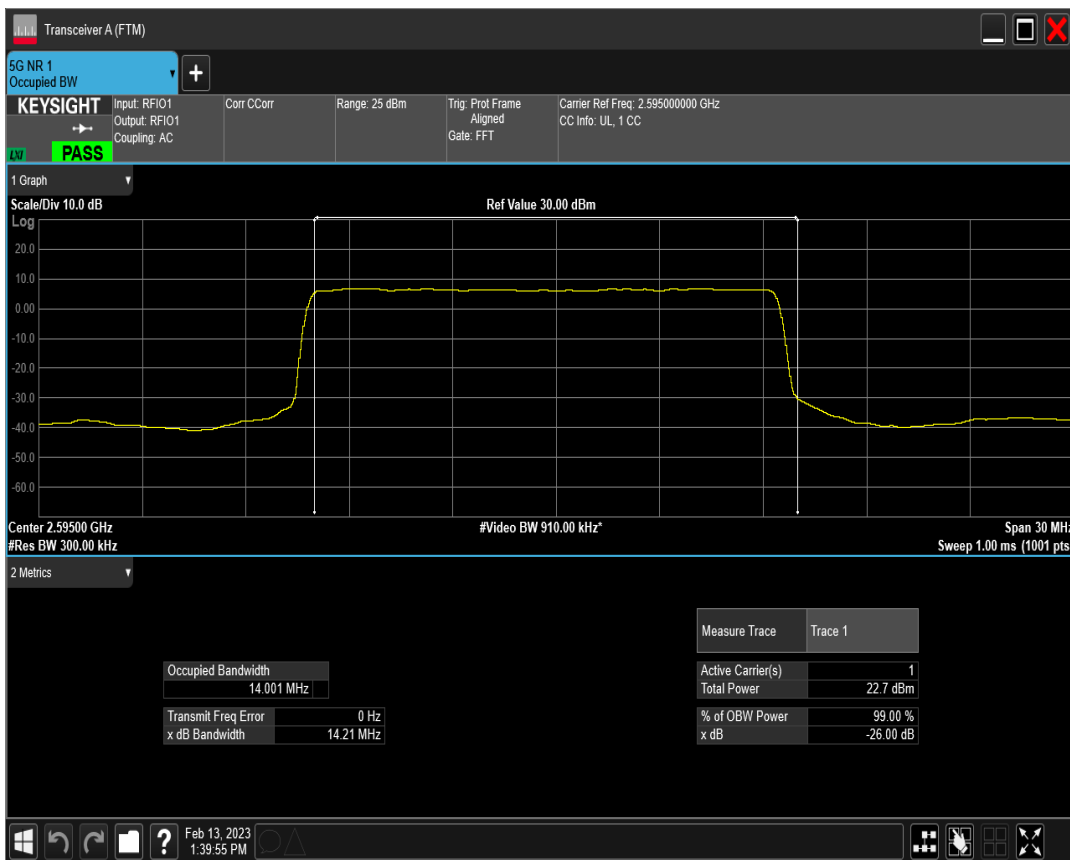 Transceiver A (FTM)
5G NR 1
Occupied BW
+
KEYSIGHT
LXI
PASS
Input: RFIO1
Output: RFIO1
Coupling: AC
Corr CCorr
Range: 25 dBm
Trig: Prot Frame
Aligned
Gate: FFT
Carrier Ref Freq: 2.595000000 GHz
CC Info: UL, 1 CC
1 Graph
Scale/Div 10.0 dB
Ref Value 30.00 dBm
Log
20.0
10.0
0.00
-10.0
-20.0
-30.0
-40.0
-50.0
-60.0
Center 2.59500 GHz
#Video BW 910.00 kHz*
Span 30 MHz
#Res BW 300.00 kHz
Sweep 1.00 ms (1001 pts
2 Metrics
Measure Trace Trace 1
Occupied Bandwidth
14.001 MHz
Active Carrier(s) 1
Total Power 22.7 dBm
Transmit Freq Error 0 Hz
x dB Bandwidth 14.21 MHz
% of OBW Power 99.00 %
x dB -26.00 dB
?
Feb 13, 2023
1:39:55 PM